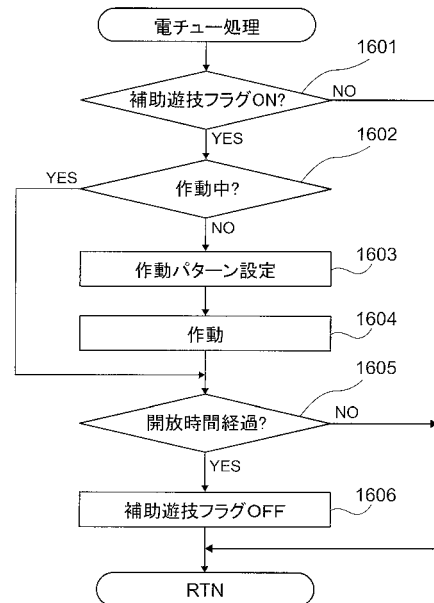 電チュー処理
1601
補助遊技フラグON?
NO
YES
1602
YES
作動中?
NO
1603
作動パターン設定
1604
作動
1605
開放時間経過?
NO
YES
1606
補助遊技フラグOFF
RTN